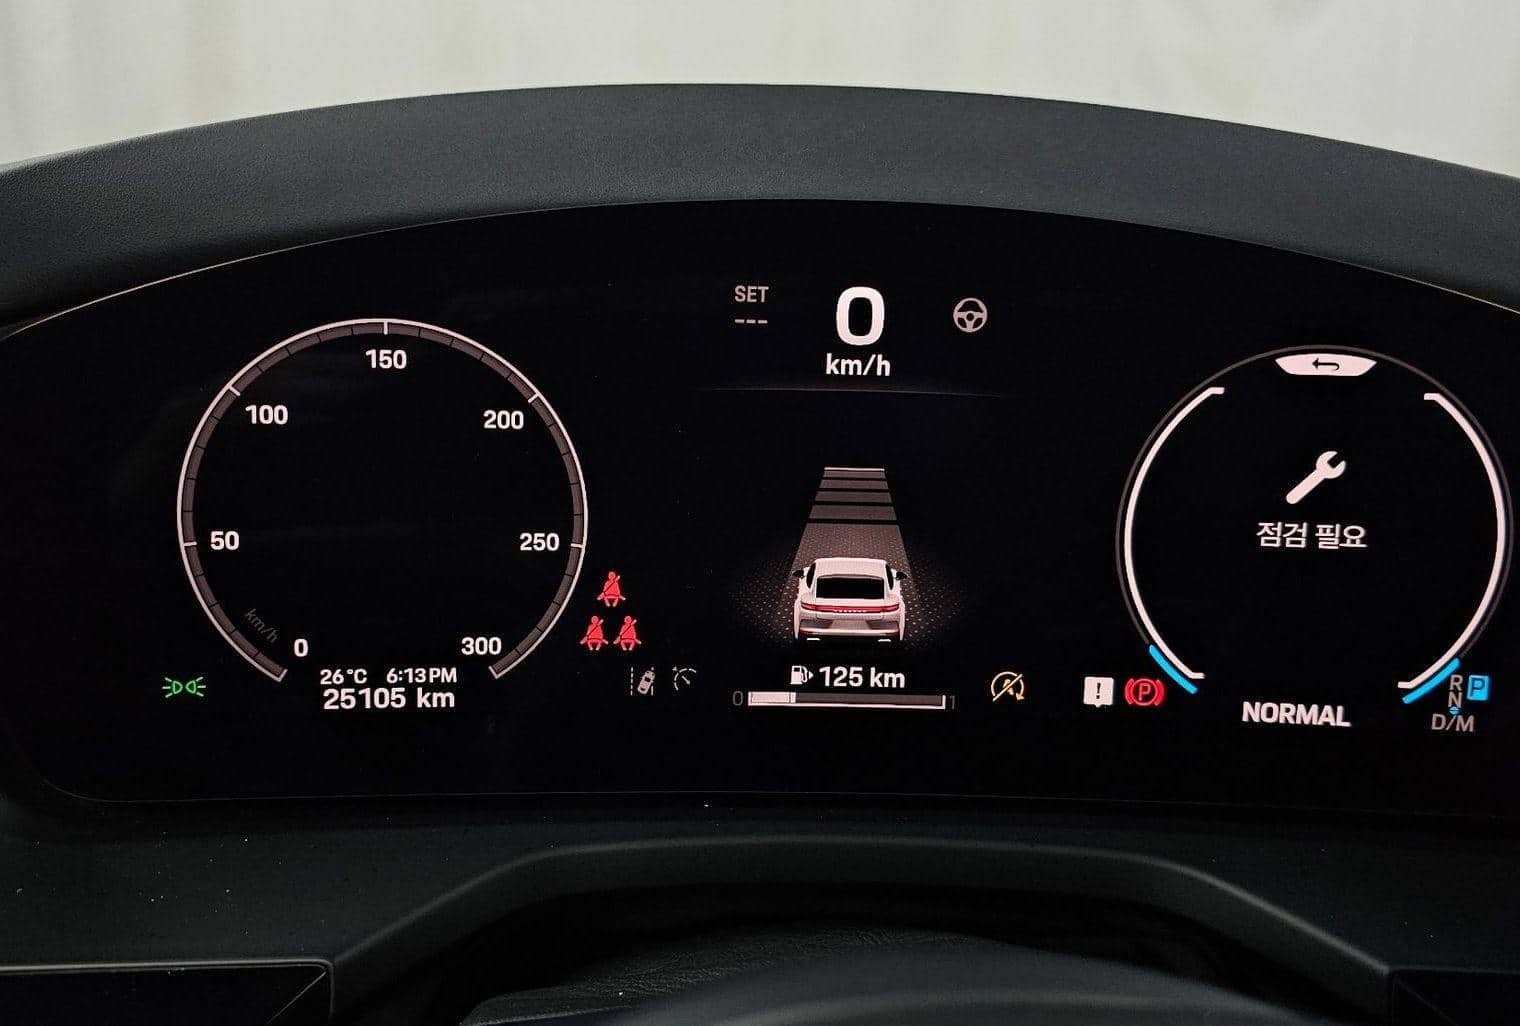 SET
---
0
km/h
150
100
200
50
250
km/h
0
300
26°C 6:13PM
25105 km
125 km
0
1
!
P
점검 필요
NORMAL
R
P
N
D/M